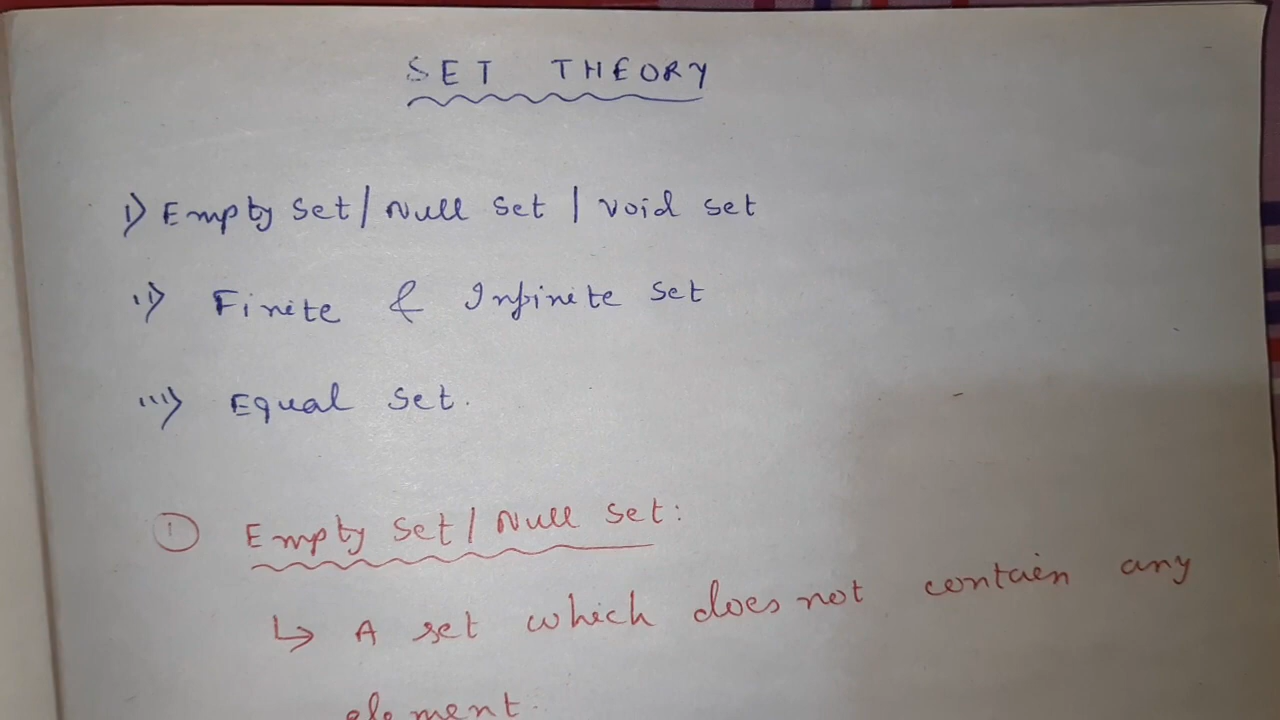 SET THEORY
i) Empty Set / Null Set / Void set
ii) Finite & Infinite Set
iii) Equal Set.
① Empty Set / Null Set:
↳ A set which does not contain any
element.